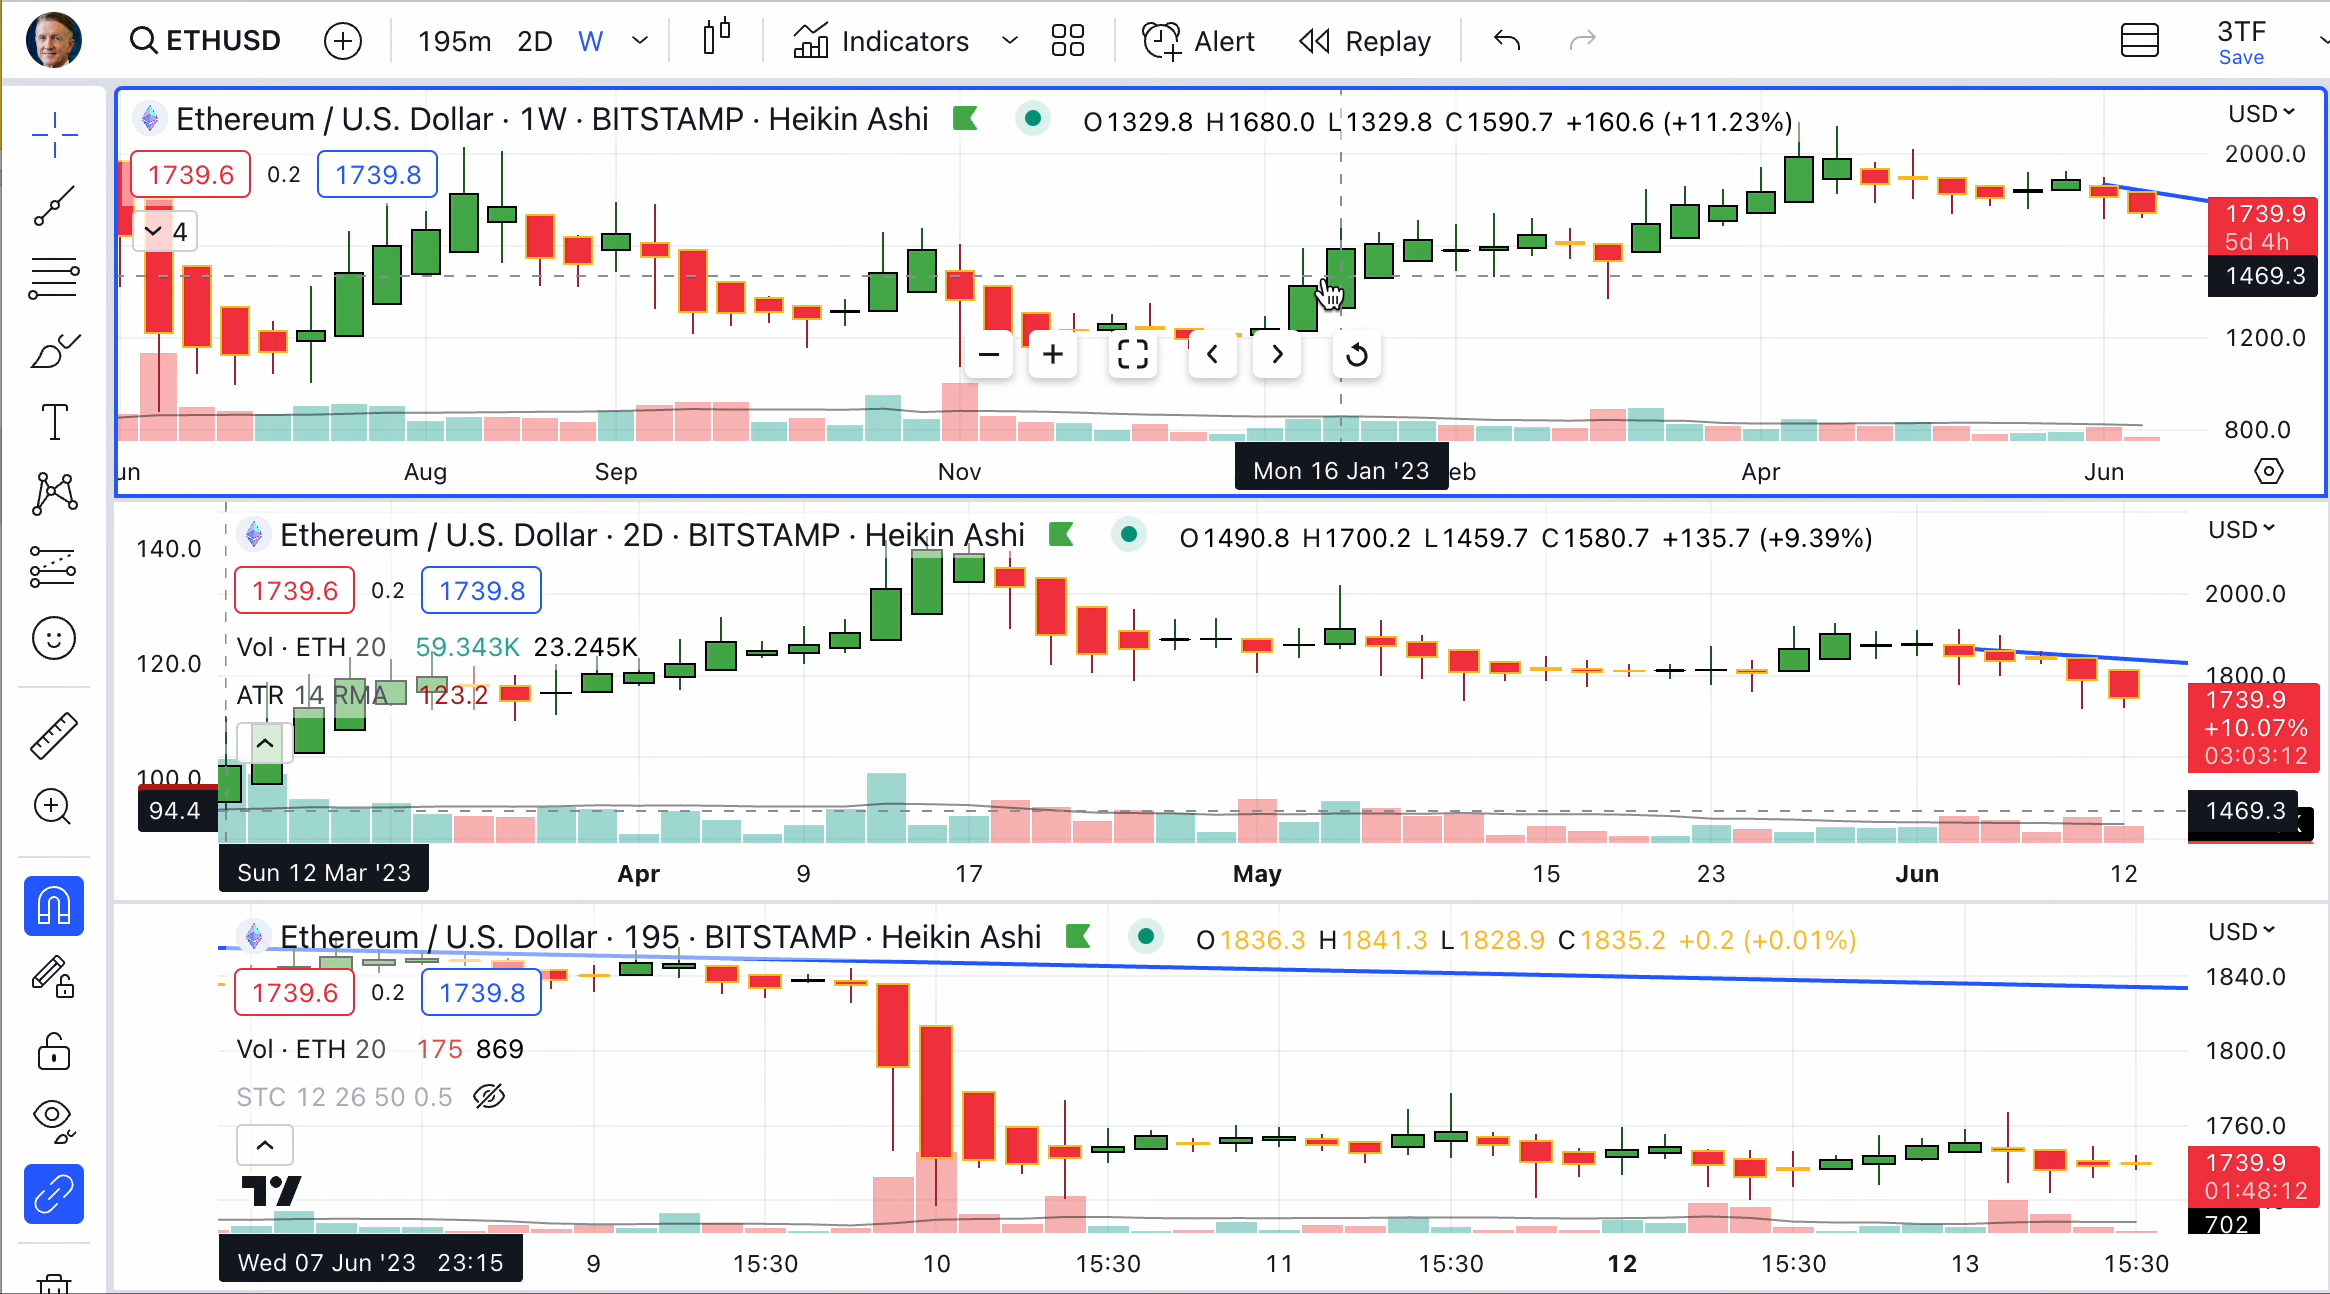 ETHUSD 195m 2D W Indicators Alert Replay 3TF
Save
Ethereum / U.S. Dollar · 1W · BITSTAMP · Heikin Ashi O1329.8 H1680.0 L1329.8 C1590.7 +160.6 (+11.23%) USD
2000.0
1739.6 0.2 1739.8
1739.9
4
5d 4h
1469.3
1200.0
800.0
un Aug Sep Nov Mon 16 Jan '23 eb Apr Jun
Ethereum / U.S. Dollar · 2D · BITSTAMP · Heikin Ashi O1490.8 H1700.2 L1459.7 C1580.7 +135.7 (+9.39%) USD
140.0
1739.6 0.2 1739.8 2000.0
Vol · ETH 20 59.343K 23.245K
120.0 1800.0
ATR 14 RMA 123.2 1739.9
+10.07%
03:03:12
100.0
94.4 1469.3
Sun 12 Mar '23 Apr 9 17 May 15 23 Jun 12
Ethereum / U.S. Dollar · 195 · BITSTAMP · Heikin Ashi O1836.3 H1841.3 L1828.9 C1835.2 +0.2 (+0.01%) USD
1840.0
1739.6 0.2 1739.8
Vol · ETH 20 175 869 1800.0
STC 12 26 50 0.5
1760.0
1739.9
01:48:12
702
Wed 07 Jun '23 23:15 9 15:30 10 15:30 11 15:30 12 15:30 13 15:30